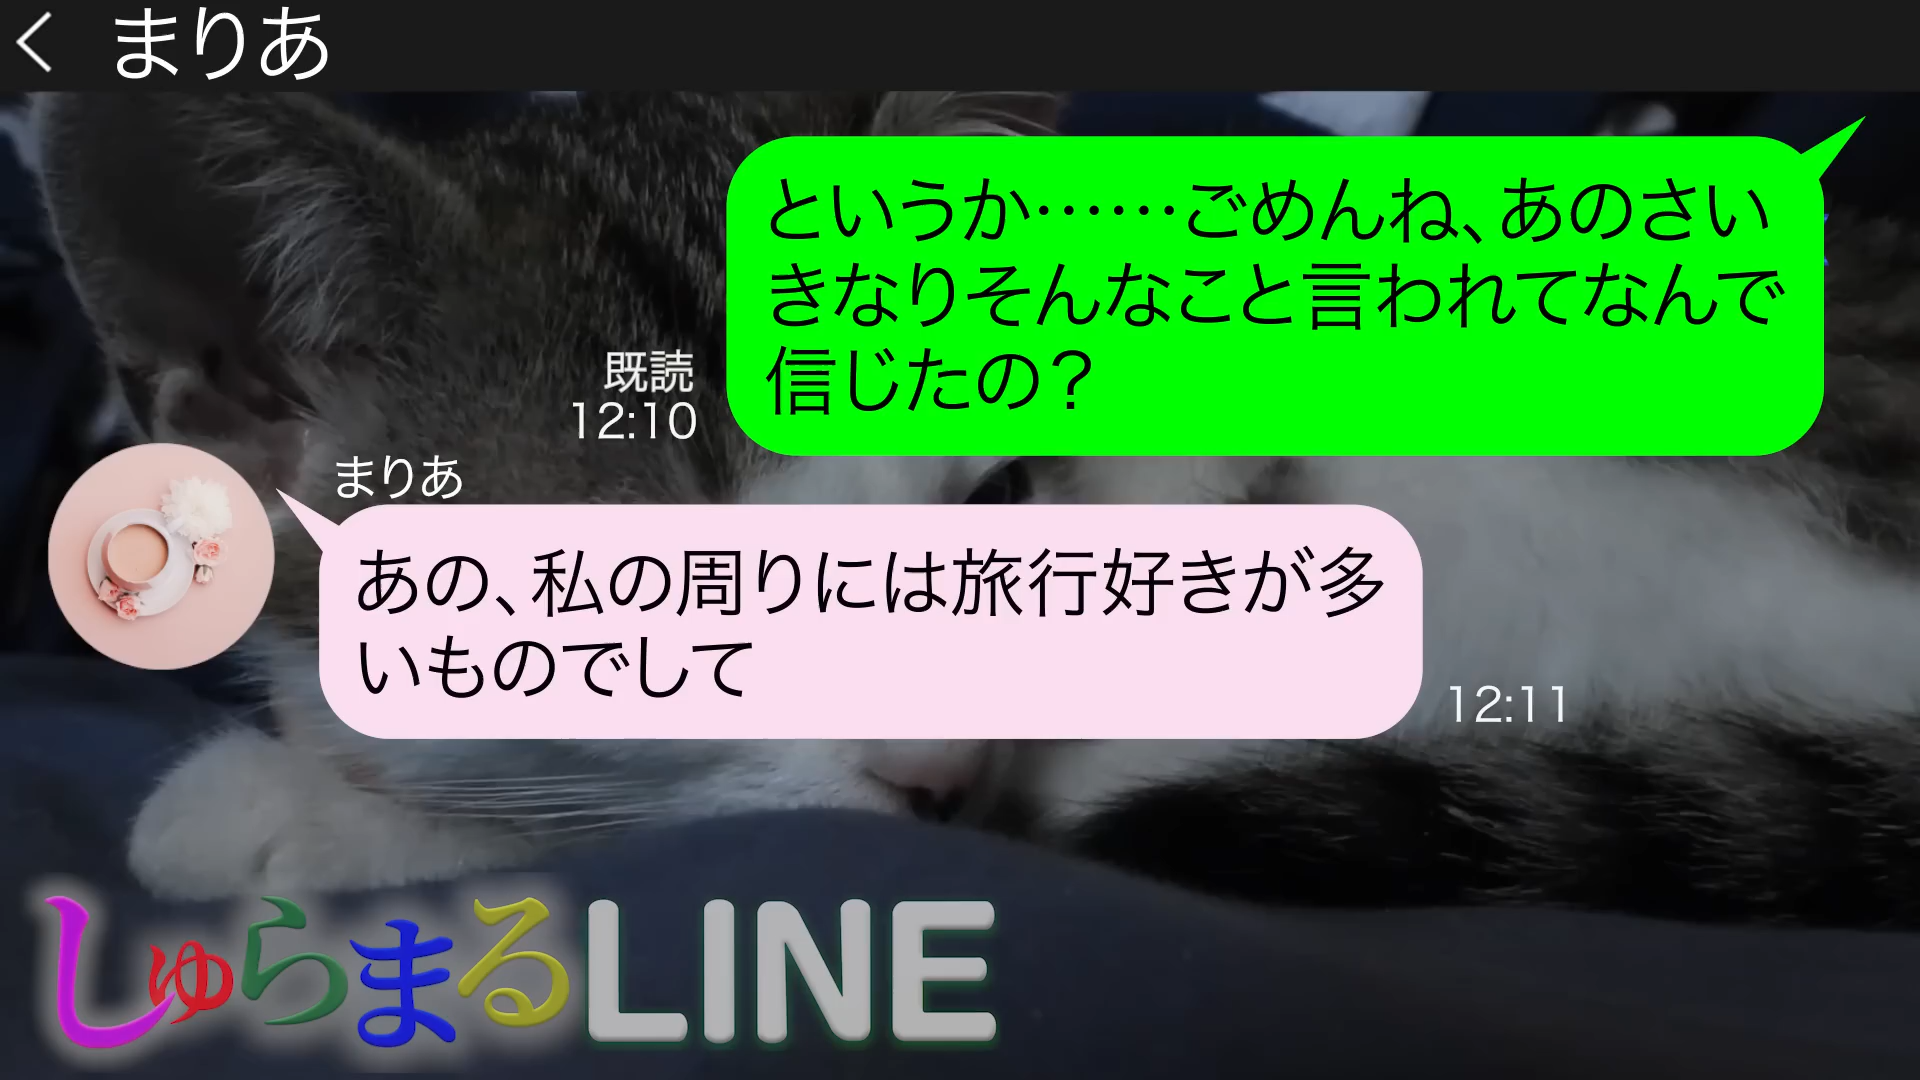 まりあ
というか……ごめんね、あのさい
きなりそんなこと言われてなんで
信じたの？
既読
12:10
まりあ
あの、私の周りには旅行好きが多
いものでして
12:11
しゅらまるLINE